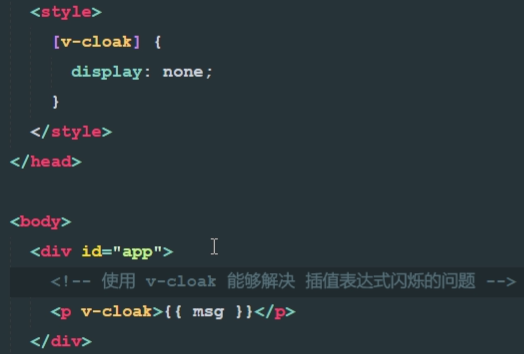 <style>
[v-cloak] {
display: none;
}
</style>
</head>
<body>
<div id="app">
<!-- 使用 v-cloak 能够解决 插值表达式闪烁的问题 -->
<p v-cloak>{{ msg }}</p>
</div>